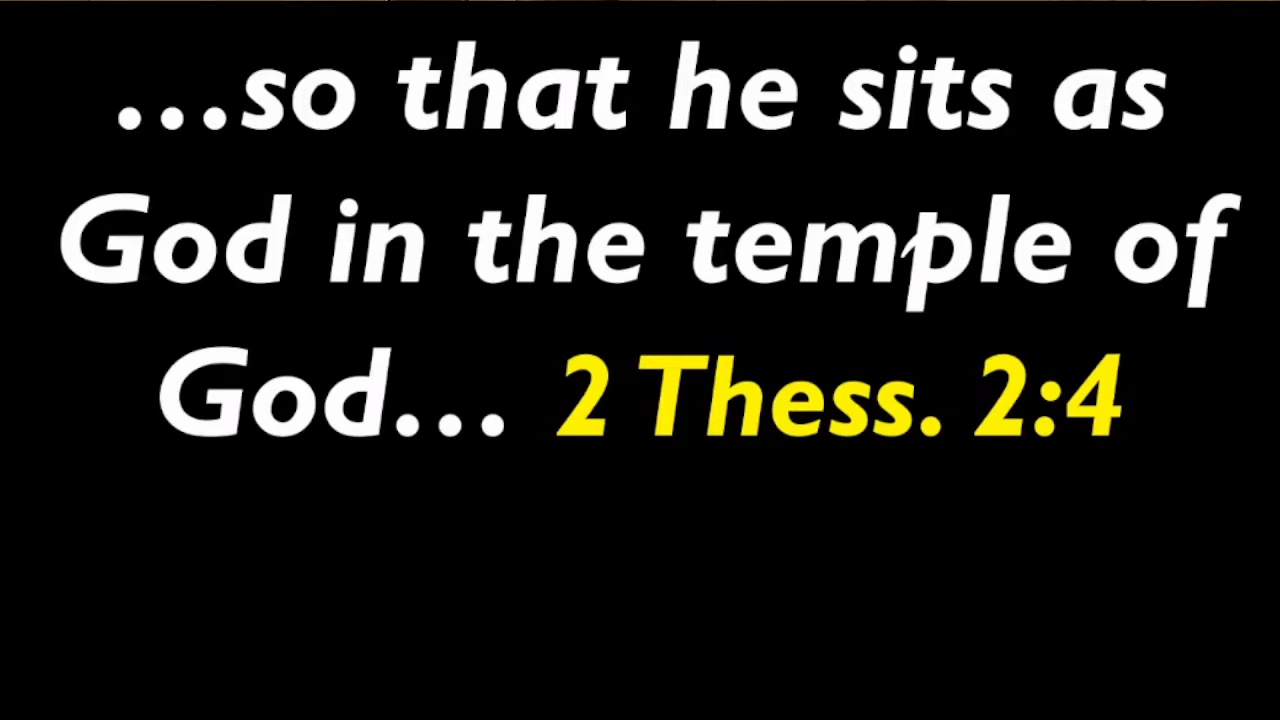 ...so that he sits as
God in the temple of
God... 2 Thess. 2:4